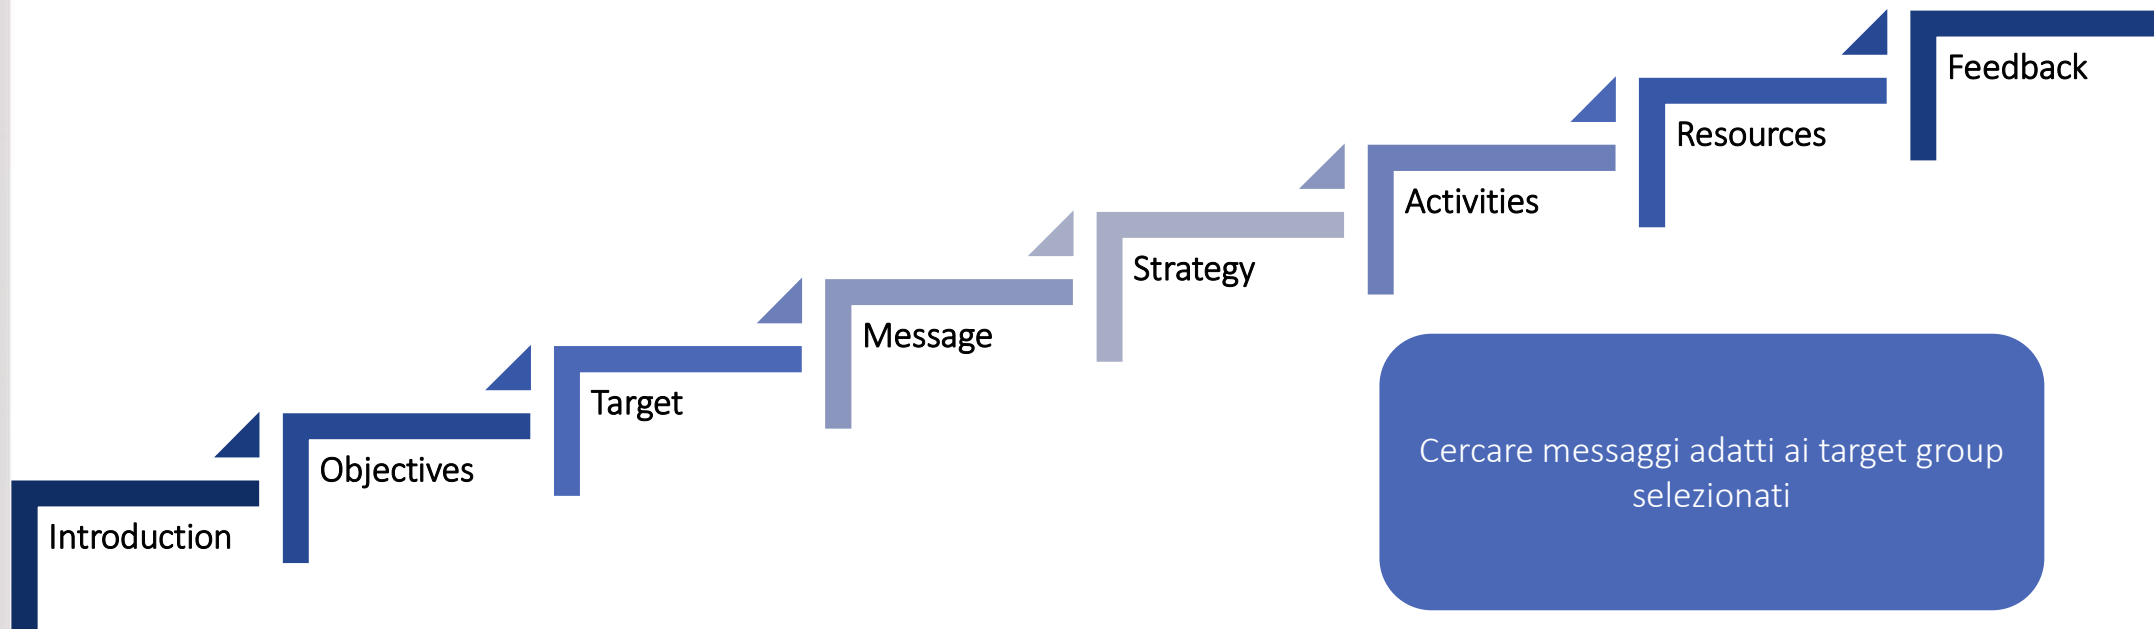 Introduction
Objectives
Target
Message
Strategy
Activities
Resources
Feedback
Cercare messaggi adatti ai target group
selezionati